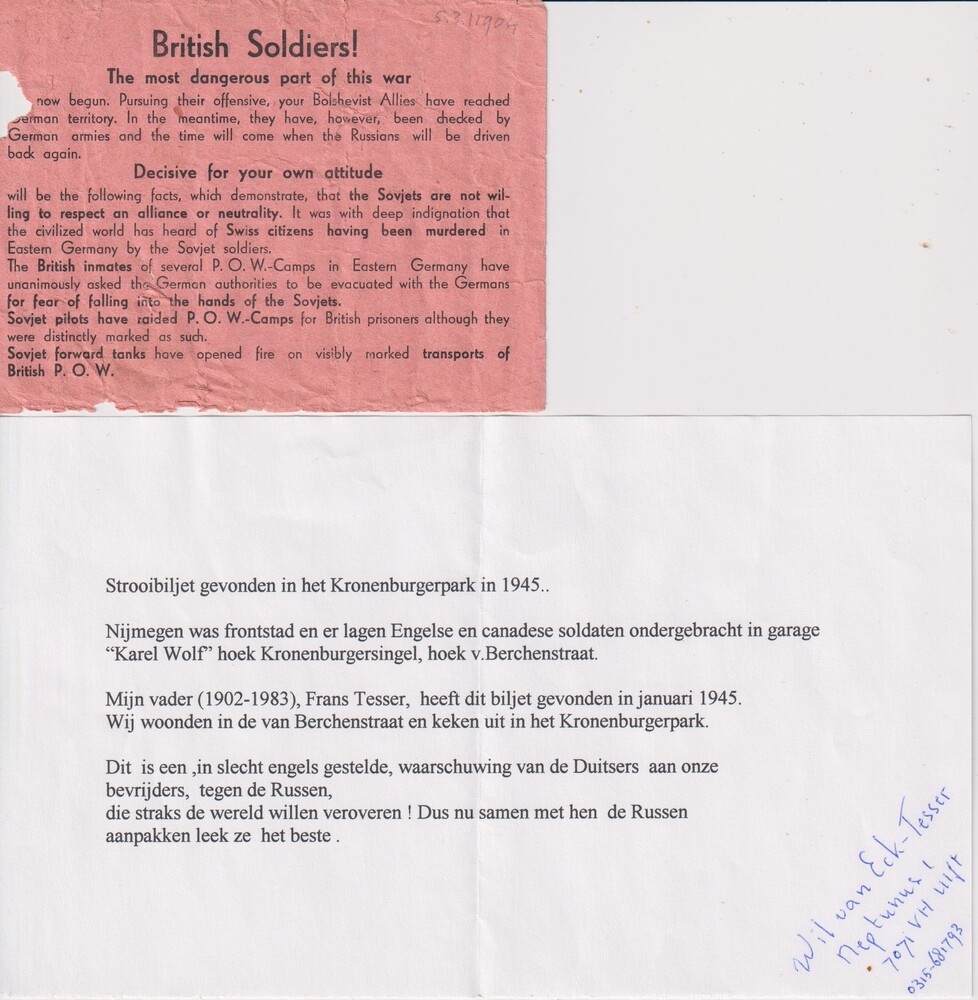 5.3.11904
British Soldiers!
The most dangerous part of this war
now begun. Pursuing their offensive, your Bolshevist Allies have reached
German territory. In the meantime, they have, however, been checked by
German armies and the time will come when the Russians will be driven
back again.
Decisive for your own attitude
will be the following facts, which demonstrate, that the Sovjets are not wil-
ling to respect an alliance or neutrality. It was with deep indignation that
the civilized world has heard of Swiss citizens having been murdered in
Eastern Germany by the Sovjet soldiers.
The British inmates of several P. O. W.-Camps in Eastern Germany have
unanimously asked the German authorities to be evacuated with the Germans
for fear of falling into the hands of the Sovjets.
Sovjet pilots have raided P. O. W.-Camps for British prisoners although they
were distinctly marked as such.
Sovjet forward tanks have opened fire on visibly marked transports of
British P. O. W.
Strooibiljet gevonden in het Kronenburgerpark in 1945..
Nijmegen was frontstad en er lagen Engelse en canadese soldaten ondergebracht in garage
“Karel Wolf” hoek Kronenburgersingel, hoek v.Berchenstraat.
Mijn vader (1902-1983), Frans Tesser, heeft dit biljet gevonden in januari 1945.
Wij woonden in de van Berchenstraat en keken uit in het Kronenburgerpark.
Dit is een ,in slecht engels gestelde, waarschuwing van de Duitsers aan onze
bevrijders, tegen de Russen,
die straks de wereld willen veroveren ! Dus nu samen met hen de Russen
aanpakken leek ze het beste .
Wil van Eck-Tesser
Neptunus 1
7071 VH Ulft
0315-681793